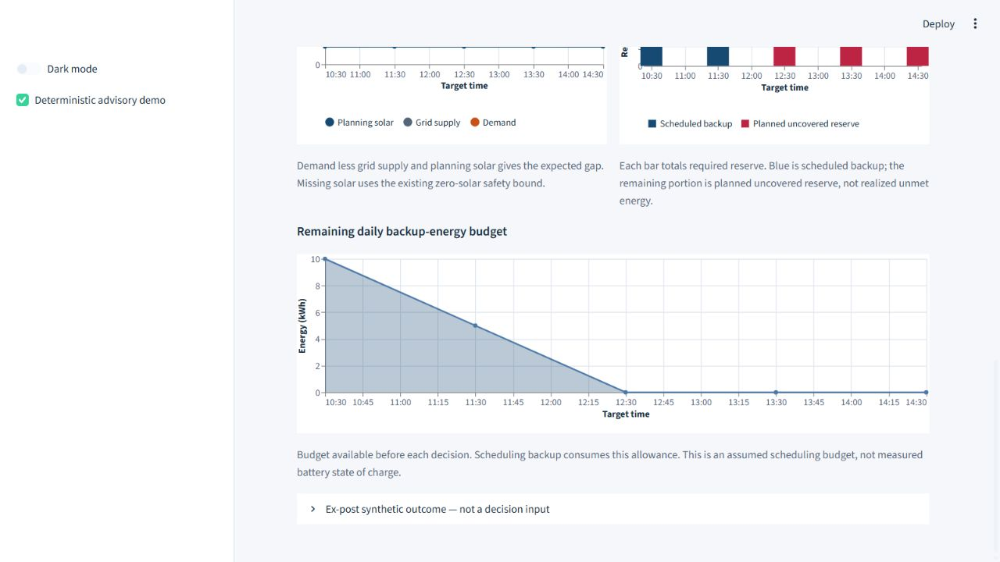 Deploy
Dark mode
Deterministic advisory demo
0
10:30 11:00 11:30 12:00 12:30 13:00 13:30 14:00 14:30
Target time
Planning solar Grid supply Demand
Re
0
10:30 11:00 11:30 12:00 12:30 13:00 13:30 14:00 14:30
Target time
Scheduled backup Planned uncovered reserve
Demand less grid supply and planning solar gives the expected gap.
Missing solar uses the existing zero-solar safety bound.
Each bar totals required reserve. Blue is scheduled backup; the
remaining portion is planned uncovered reserve, not realized unmet
energy.
Remaining daily backup-energy budget
10
8
6
4
2
0
Energy (kWh)
10:30 10:45 11:00 11:15 11:30 11:45 12:00 12:15 12:30 12:45 13:00 13:15 13:30 13:45 14:00 14:15 14:30
Target time
Budget available before each decision. Scheduling backup consumes this allowance. This is an assumed scheduling budget, not measured
battery state of charge.
Ex-post synthetic outcome — not a decision input